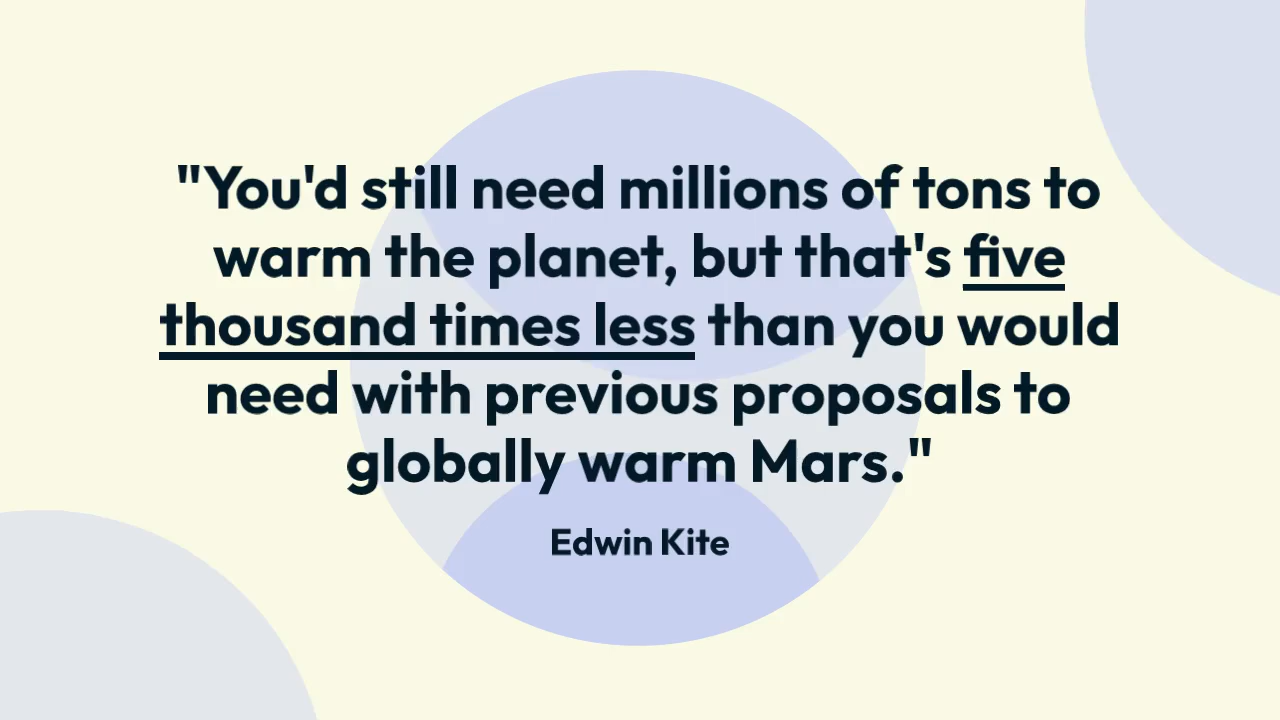 "You'd still need millions of tons to
warm the planet, but that's five
thousand times less than you would
need with previous proposals to
globally warm Mars."
Edwin Kite